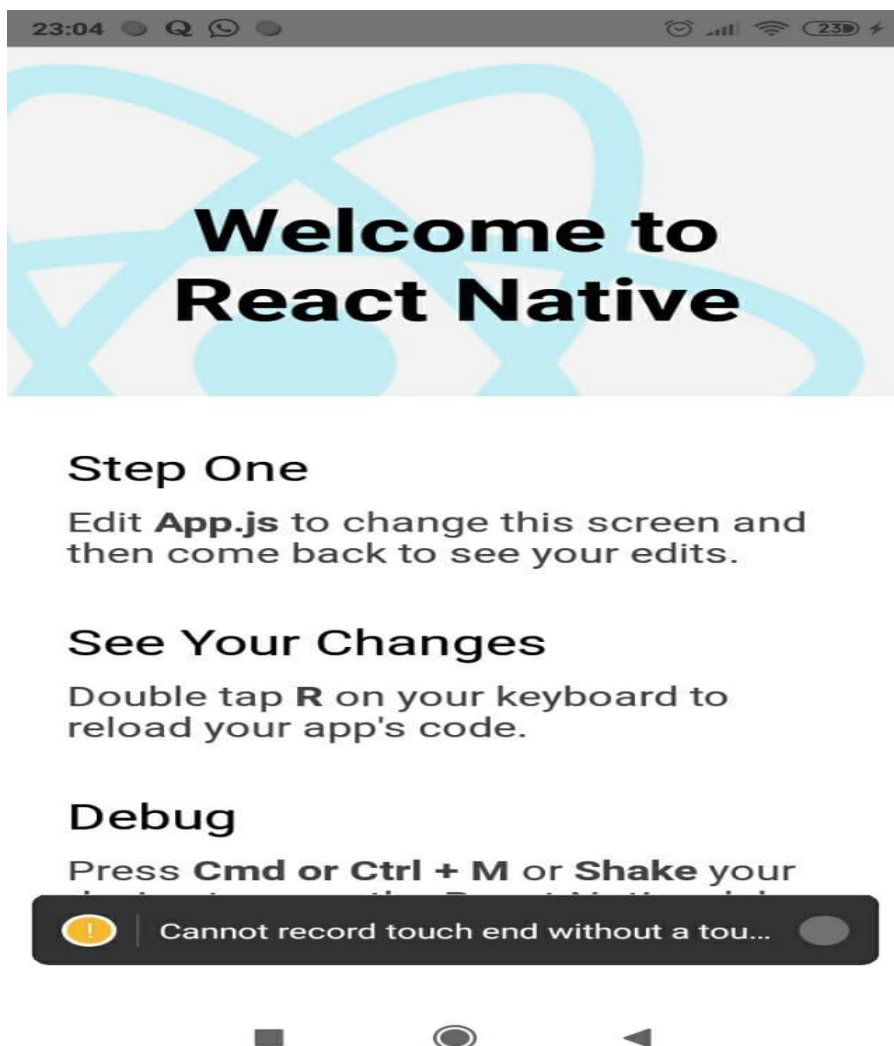 23:04
23
Welcome to
React Native
Step One
Edit App.js to change this screen and
then come back to see your edits.
See Your Changes
Double tap R on your keyboard to
reload your app's code.
Debug
Press Cmd or Ctrl + M or Shake your
Cannot record touch end without a tou...